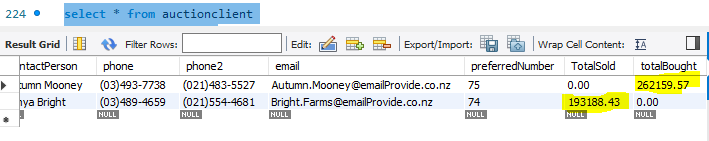 224 select * from auctionclient
Result Grid Filter Rows: Edit: Export/Import: Wrap Cell Content:
ontactPerson phone phone2 email preferredNumber TotalSold totalBought
tumn Mooney (03)493-7738 (021)483-5527 Autumn.Mooney@emailProvide.co.nz 75 0.00 262159.57
nya Bright (03)489-4659 (021)554-4681 Bright.Farms@emailProvide.co.nz 74 193188.43 0.00
NULL NULL NULL NULL NULL NULL NULL